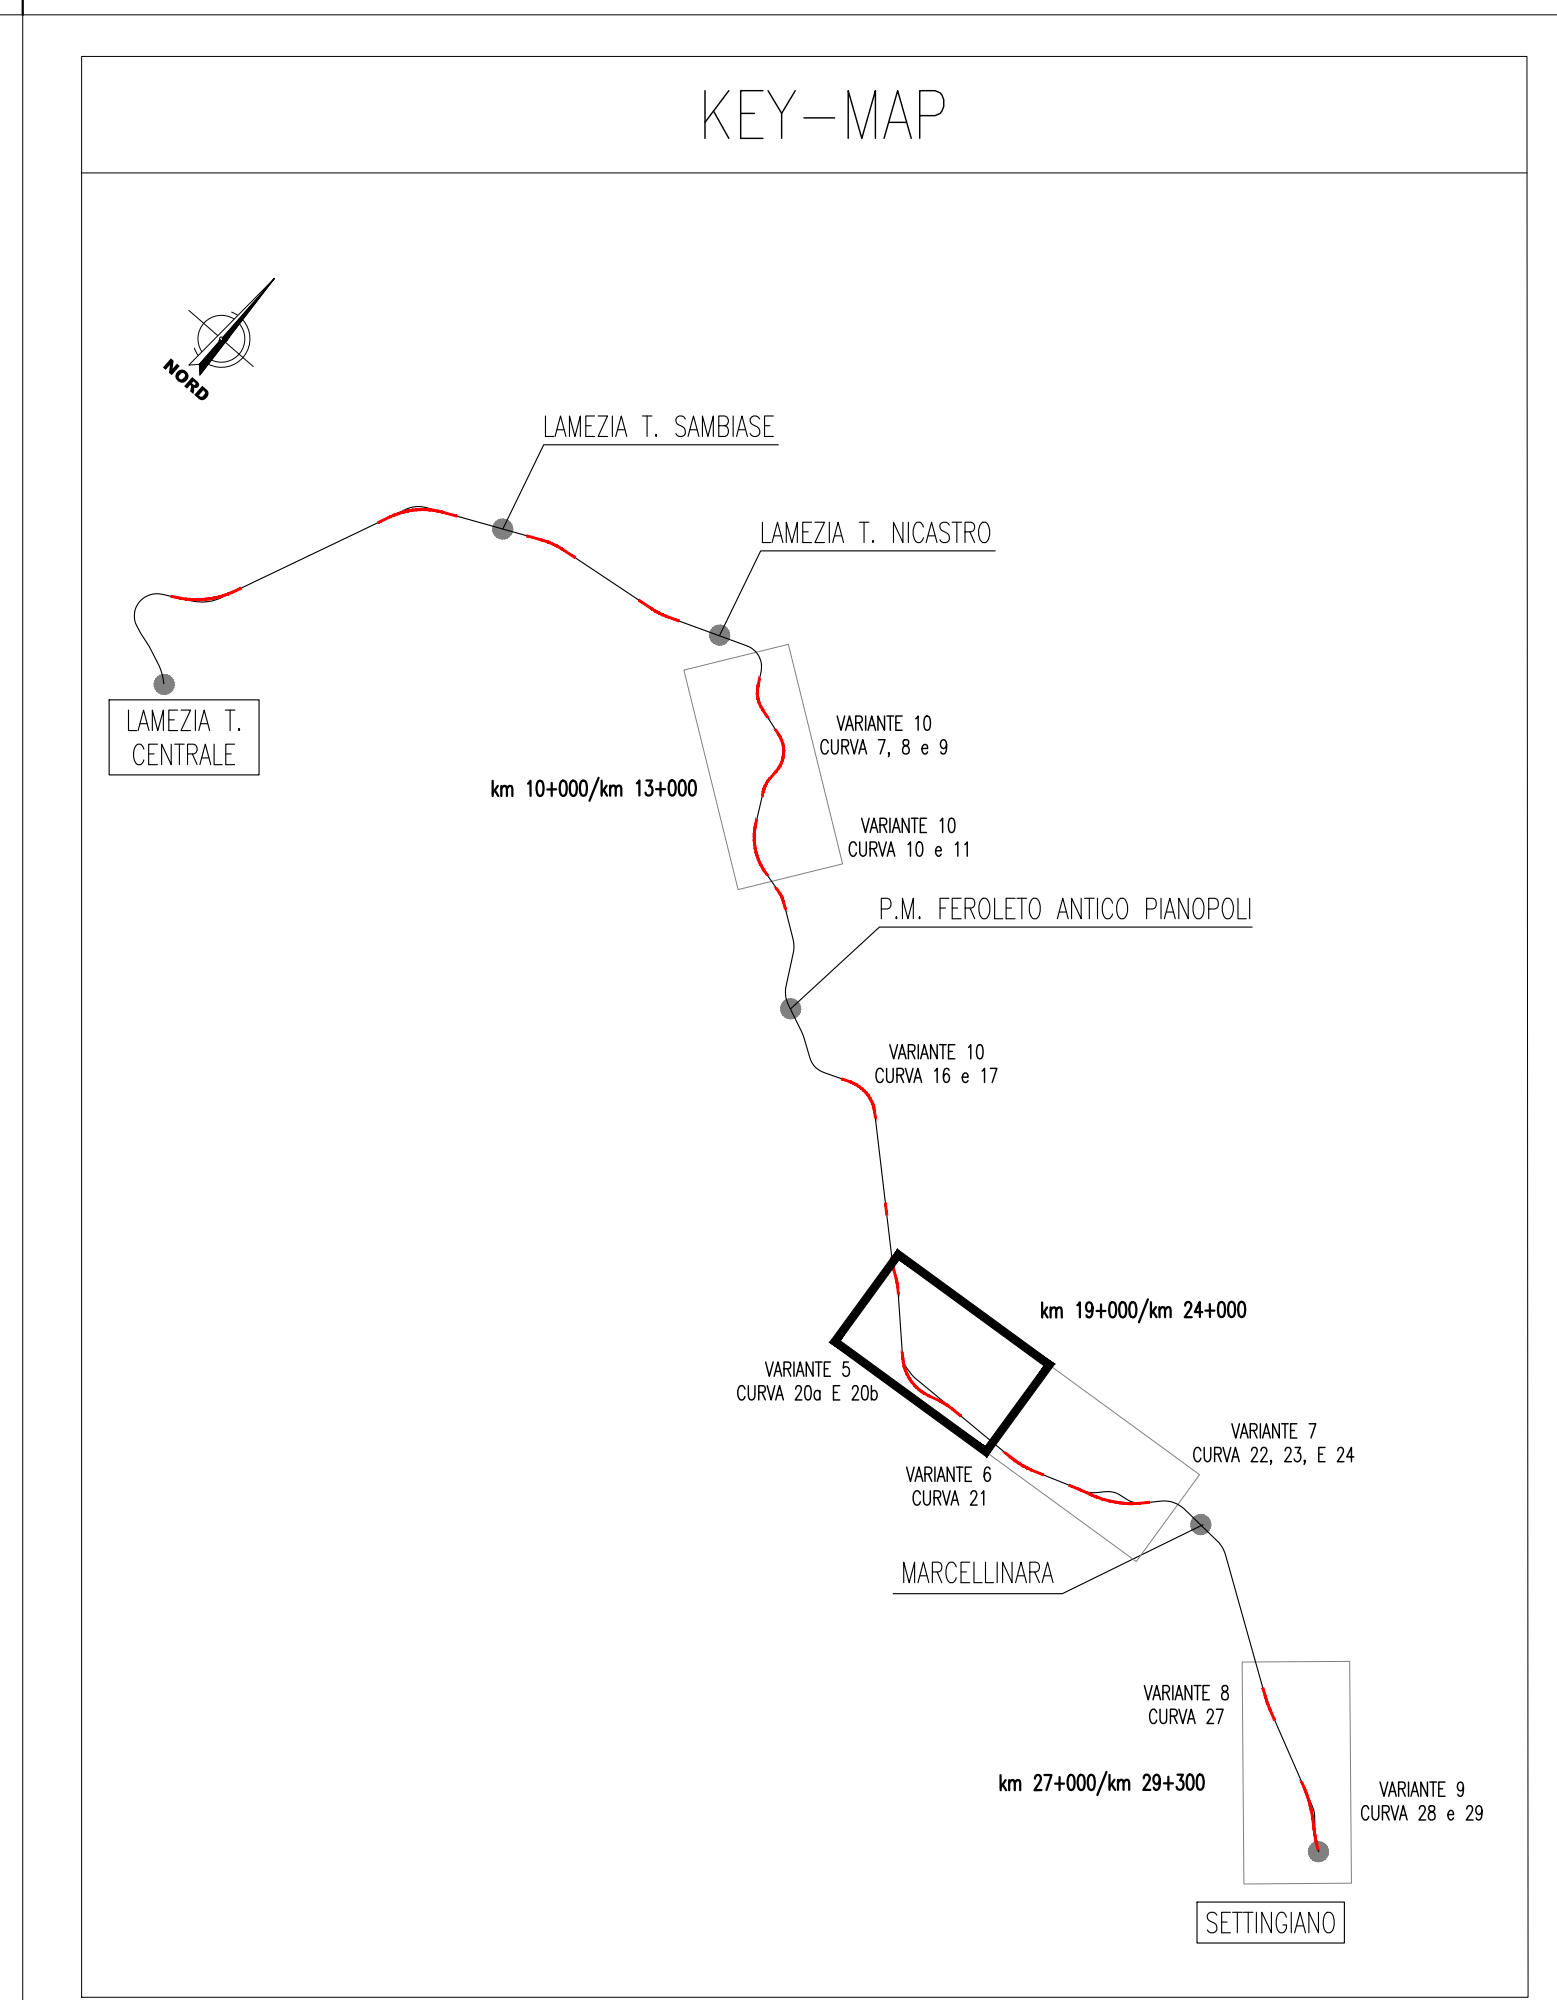 KEY-MAP
NORD
LAMEZIA T. SAMBIASE
LAMEZIA T. NICASTRO
LAMEZIA T.
CENTRALE
VARIANTE 10
CURVA 7, 8 e 9
km 10+000/km 13+000
VARIANTE 10
CURVA 10 e 11
P.M. FEROLETO ANTICO PIANOPOLI
VARIANTE 10
CURVA 16 e 17
km 19+000/km 24+000
VARIANTE 5
CURVA 20a E 20b
VARIANTE 7
CURVA 22, 23, E 24
VARIANTE 6
CURVA 21
MARCELLINARA
VARIANTE 8
CURVA 27
km 27+000/km 29+300
VARIANTE 9
CURVA 28 e 29
SETTINGIANO